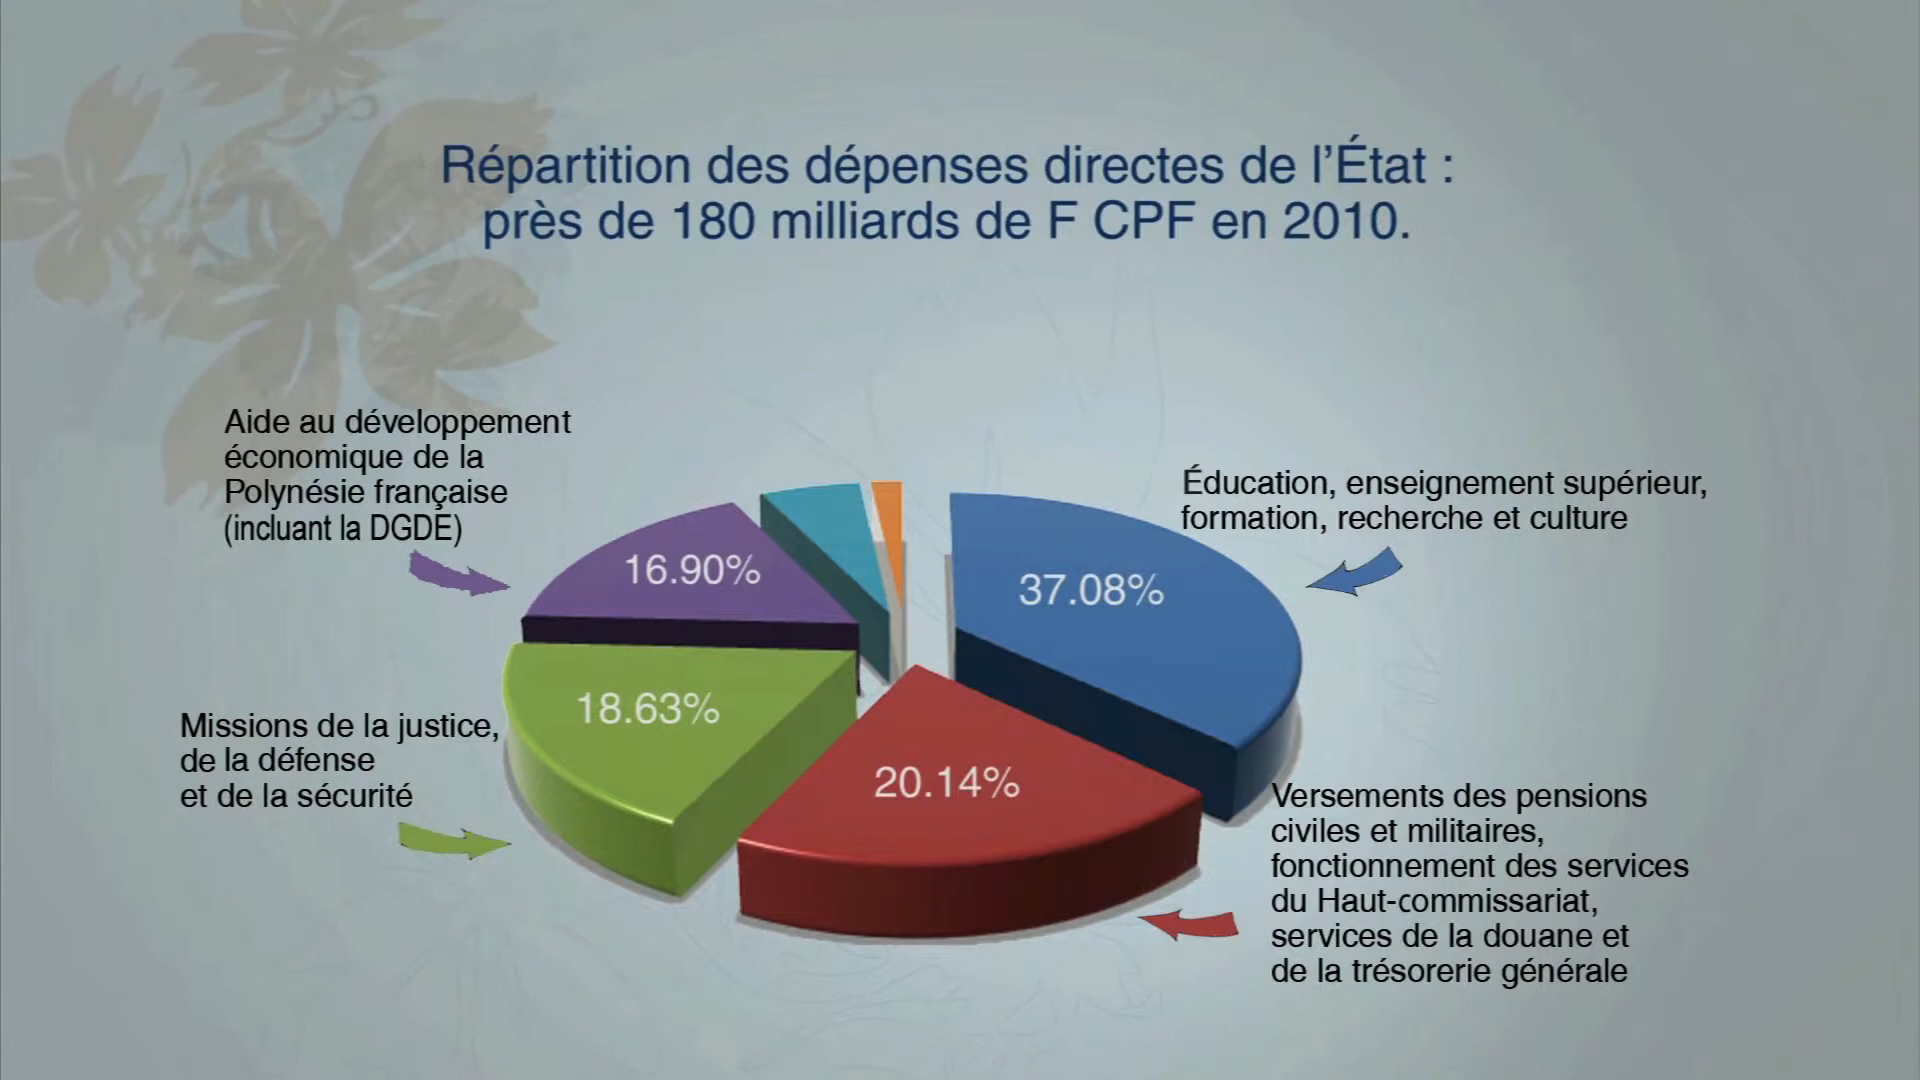 Répartition des dépenses directes de l’État :
près de 180 milliards de F CPF en 2010.
Aide au développement
économique de la
Polynésie française
(incluant la DGDE)
16.90%
Éducation, enseignement supérieur,
formation, recherche et culture
37.08%
Missions de la justice,
de la défense
et de la sécurité
18.63%
20.14%
Versements des pensions
civiles et militaires,
fonctionnement des services
du Haut-commissariat,
services de la douane et
de la trésorerie générale